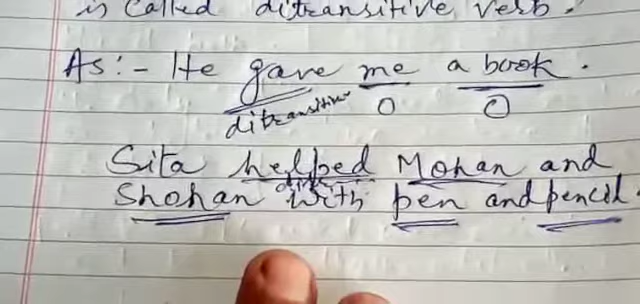 is called ditransitive verb.
As:- He gave me a book.
ditransitive O O
Sita helped Mohan and
Shohan with pen and pencil.